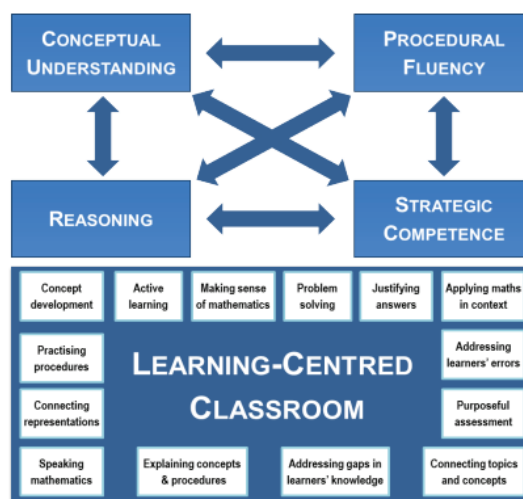 CONCEPTUAL
UNDERSTANDING
PROCEDURAL
FLUENCY
REASONING
STRATEGIC
COMPETENCE
Concept
development
Active
learning
Making sense
of mathematics
Problem
solving
Justifying
answers
Applying maths
in context
Practising
procedures
LEARNING-CENTRED
CLASSROOM
Addressing
learners' errors
Connecting
representations
Purposeful
assessment
Speaking
mathematics
Explaining concepts
& procedures
Addressing gaps in
learners' knowledge
Connecting topics
and concepts